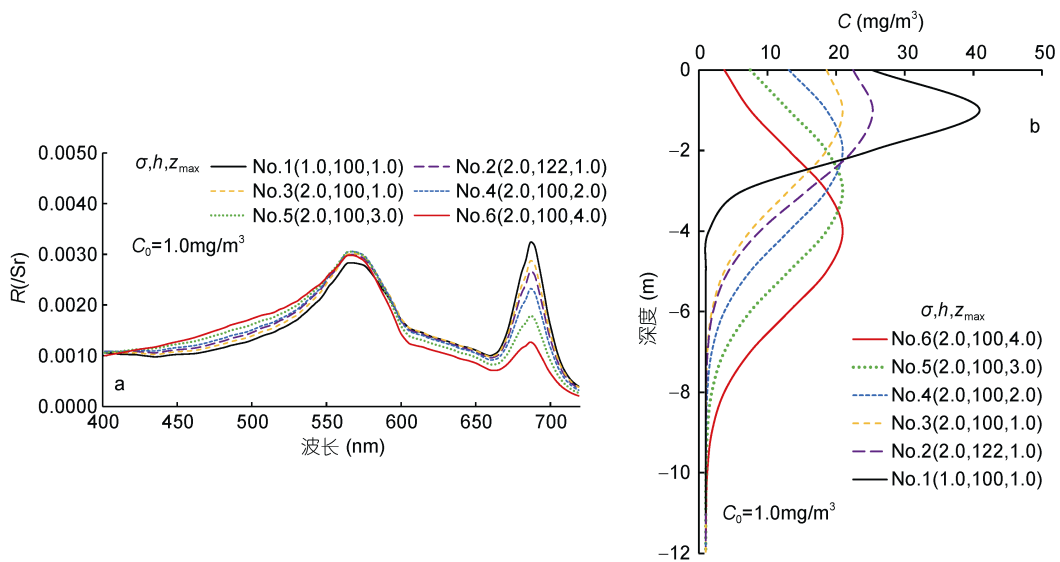 0.0050
0.0040
0.0030
0.0020
0.0010
0.0000
R(/Sr)
σ,h,zmax
No.1(1.0,100,1.0)
No.2(2.0,122,1.0)
No.3(2.0,100,1.0)
No.4(2.0,100,2.0)
No.5(2.0,100,3.0)
No.6(2.0,100,4.0)
C0=1.0mg/m3
a
400 450 500 550 600 650 700
波长 (nm)
C (mg/m3)
0 10 20 30 40 50
0
−2
−4
−6
−8
−10
−12
深度 (m)
b
σ,h,zmax
No.6(2.0,100,4.0)
No.5(2.0,100,3.0)
No.4(2.0,100,2.0)
No.3(2.0,100,1.0)
No.2(2.0,122,1.0)
No.1(1.0,100,1.0)
C0=1.0mg/m3